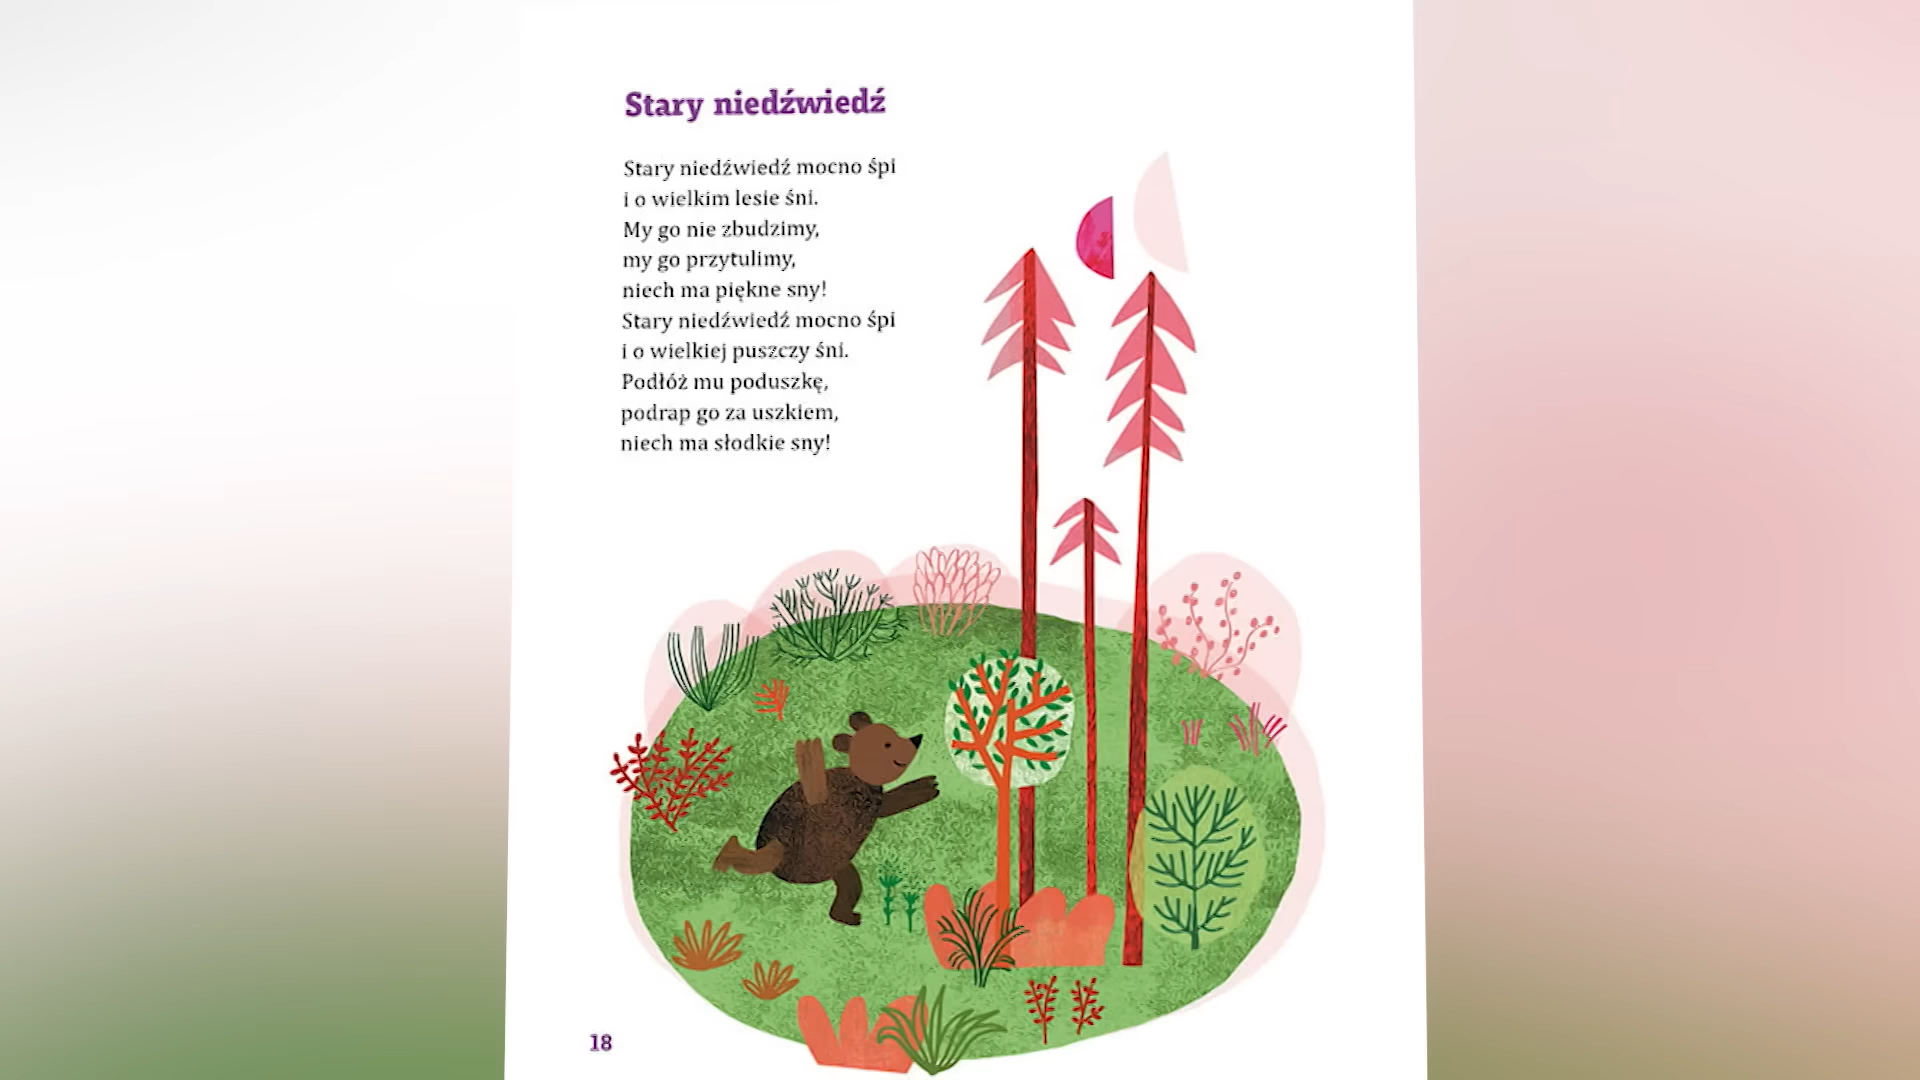 Stary niedźwiedź
Stary niedźwiedź mocno śpi
i o wielkim lesie śni.
My go nie zbudzimy,
my go przytulimy,
niech ma piękne sny!
Stary niedźwiedź mocno śpi
i o wielkiej puszczy śni.
Podłóż mu poduszkę,
podrap go za uszkiem,
niech ma słodkie sny!
18